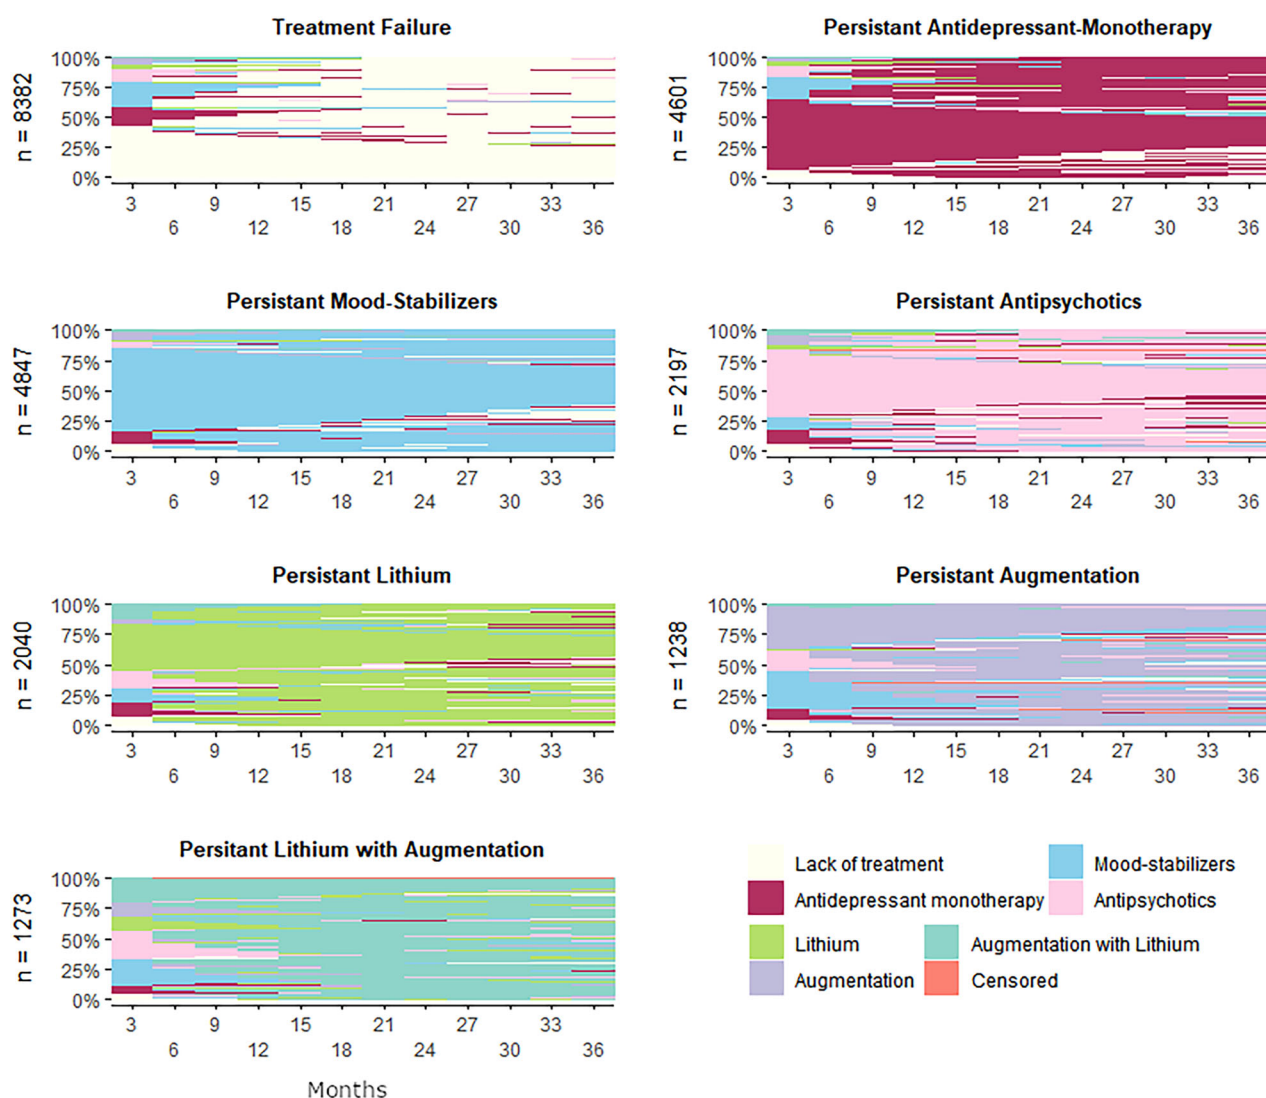 Treatment Failure
n = 8382
100%
75%
50%
25%
0%
3 9 15 21 27 33
6 12 18 24 30 36
Persistant Antidepressant-Monotherapy
n = 4601
100%
75%
50%
25%
0%
3 9 15 21 27 33
6 12 18 24 30 36
Persistant Mood-Stabilizers
n = 4847
100%
75%
50%
25%
0%
3 9 15 21 27 33
6 12 18 24 30 36
Persistant Antipsychotics
n = 2197
100%
75%
50%
25%
0%
3 9 15 21 27 33
6 12 18 24 30 36
Persistant Lithium
n = 2040
100%
75%
50%
25%
0%
3 9 15 21 27 33
6 12 18 24 30 36
Persistant Augmentation
n = 1238
100%
75%
50%
25%
0%
3 9 15 21 27 33
6 12 18 24 30 36
Persitant Lithium with Augmentation
n = 1273
100%
75%
50%
25%
0%
3 9 15 21 27 33
6 12 18 24 30 36
Months
Lack of treatment
Mood-stabilizers
Antidepressant monotherapy
Antipsychotics
Lithium
Augmentation with Lithium
Augmentation
Censored